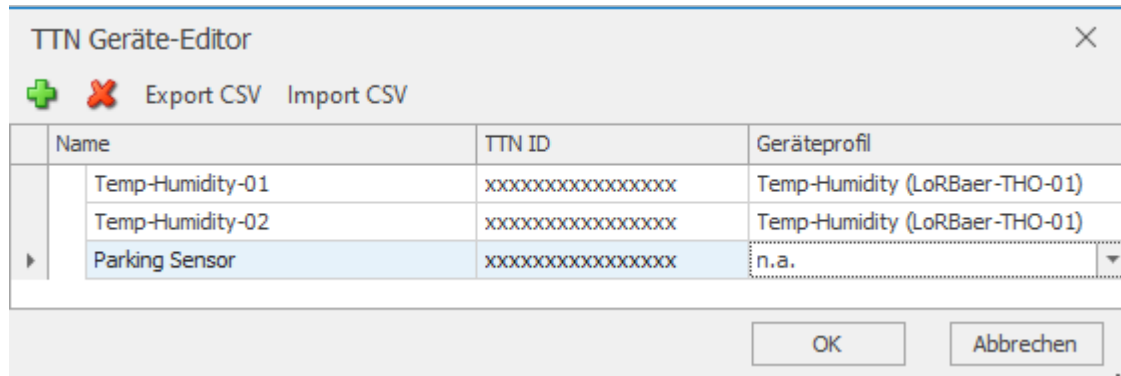 TTN Geräte-Editor
Export CSV Import CSV
Name TTN ID Geräteprofil
Temp-Humidity-01 xxxxxxxxxxxxxxxx Temp-Humidity (LoRBaer-THO-01)
Temp-Humidity-02 xxxxxxxxxxxxxxxx Temp-Humidity (LoRBaer-THO-01)
Parking Sensor xxxxxxxxxxxxxxxx n.a.
OK Abbrechen